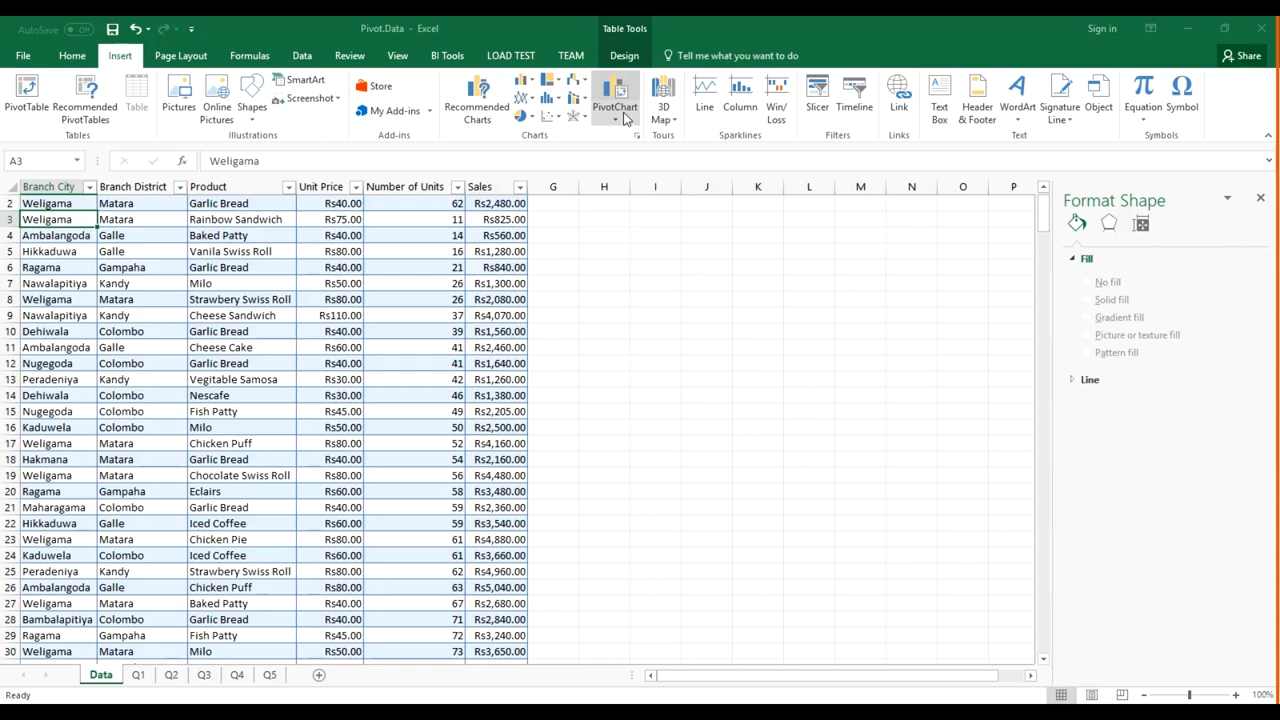 AutoSave Off Pivot.Data - Excel Table Tools Sign in
File Home Insert Page Layout Formulas Data Review View BI Tools LOAD TEST TEAM Design Tell me what you want to do Share
PivotTable Recommended PivotTables Table Pictures Online Pictures Shapes SmartArt Screenshot Store My Add-ins Recommended Charts PivotChart 3D Map Line Column Win/Loss Slicer Timeline Link Text Box Header & Footer WordArt Signature Line Object Equation Symbol
Tables Illustrations Add-ins Charts Tours Sparklines Filters Links Text Symbols
A3 fx Weligama
Branch City Branch District Product Unit Price Number of Units Sales G H I J K L M N O P
2 Weligama Matara Garlic Bread Rs40.00 62 Rs2,480.00
3 Weligama Matara Rainbow Sandwich Rs75.00 11 Rs825.00
4 Ambalangoda Galle Baked Patty Rs40.00 14 Rs560.00
5 Hikkaduwa Galle Vanila Swiss Roll Rs80.00 16 Rs1,280.00
6 Ragama Gampaha Garlic Bread Rs40.00 21 Rs840.00
7 Nawalapitiya Kandy Milo Rs50.00 26 Rs1,300.00
8 Weligama Matara Strawbery Swiss Roll Rs80.00 26 Rs2,080.00
9 Nawalapitiya Kandy Cheese Sandwich Rs110.00 37 Rs4,070.00
10 Dehiwala Colombo Garlic Bread Rs40.00 39 Rs1,560.00
11 Ambalangoda Galle Cheese Cake Rs60.00 41 Rs2,460.00
12 Nugegoda Colombo Garlic Bread Rs40.00 41 Rs1,640.00
13 Peradeniya Kandy Vegitable Samosa Rs30.00 42 Rs1,260.00
14 Dehiwala Colombo Nescafe Rs30.00 46 Rs1,380.00
15 Nugegoda Colombo Fish Patty Rs45.00 49 Rs2,205.00
16 Kaduwela Colombo Milo Rs50.00 50 Rs2,500.00
17 Weligama Matara Chicken Puff Rs80.00 52 Rs4,160.00
18 Hakmana Matara Garlic Bread Rs40.00 54 Rs2,160.00
19 Weligama Matara Chocolate Swiss Roll Rs80.00 56 Rs4,480.00
20 Ragama Gampaha Eclairs Rs60.00 58 Rs3,480.00
21 Maharagama Colombo Garlic Bread Rs40.00 59 Rs2,360.00
22 Hikkaduwa Galle Iced Coffee Rs60.00 59 Rs3,540.00
23 Weligama Matara Chicken Pie Rs80.00 61 Rs4,880.00
24 Kaduwela Colombo Iced Coffee Rs60.00 61 Rs3,660.00
25 Peradeniya Kandy Strawbery Swiss Roll Rs80.00 62 Rs4,960.00
26 Ambalangoda Galle Chicken Puff Rs80.00 63 Rs5,040.00
27 Weligama Matara Baked Patty Rs40.00 67 Rs2,680.00
28 Bambalapitiya Colombo Garlic Bread Rs40.00 71 Rs2,840.00
29 Ragama Gampaha Fish Patty Rs45.00 72 Rs3,240.00
30 Weligama Matara Milo Rs50.00 73 Rs3,650.00
Format Shape
Fill
No fill
Solid fill
Gradient fill
Picture or texture fill
Pattern fill
Line
Data Q1 Q2 Q3 Q4 Q5
Ready 100%